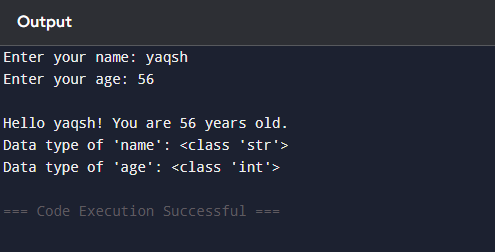 Output
Enter your name: yaqsh
Enter your age: 56
Hello yaqsh! You are 56 years old.
Data type of 'name': <class 'str'>
Data type of 'age': <class 'int'>
=== Code Execution Successful ===